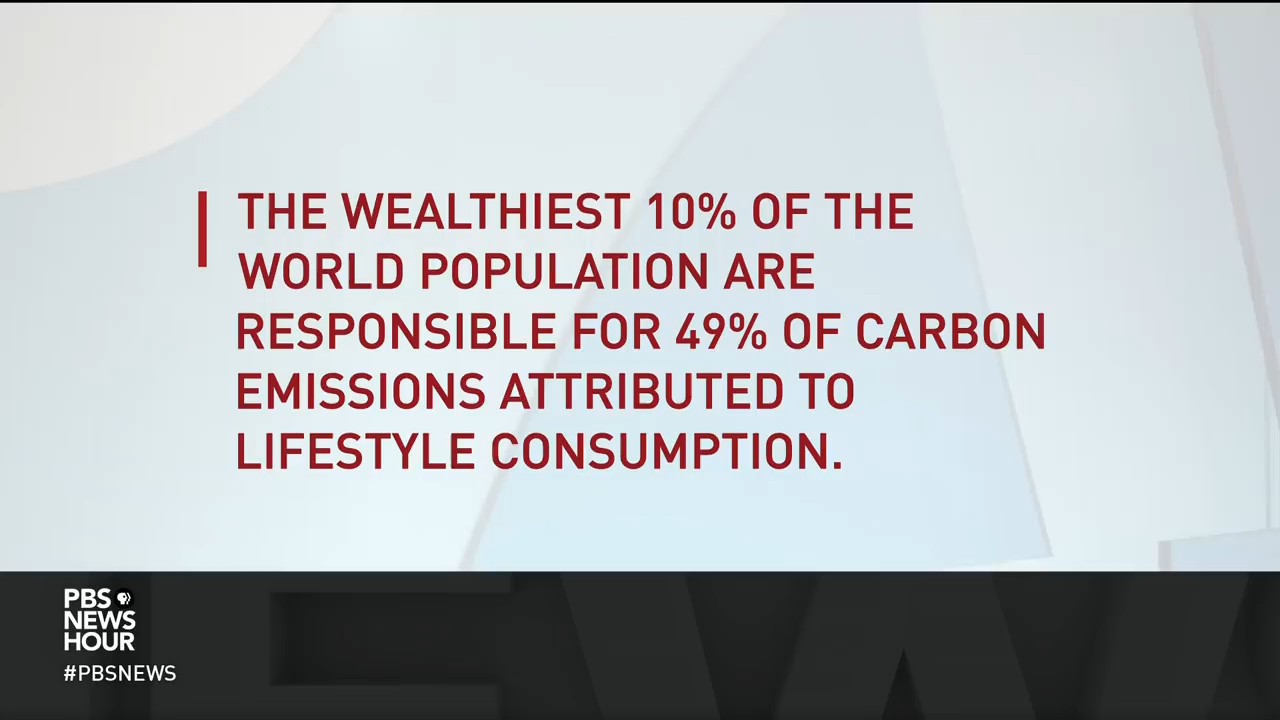 THE WEALTHIEST 10% OF THE
WORLD POPULATION ARE
RESPONSIBLE FOR 49% OF CARBON
EMISSIONS ATTRIBUTED TO
LIFESTYLE CONSUMPTION.
PBS
NEWS
HOUR
#PBSNEWS